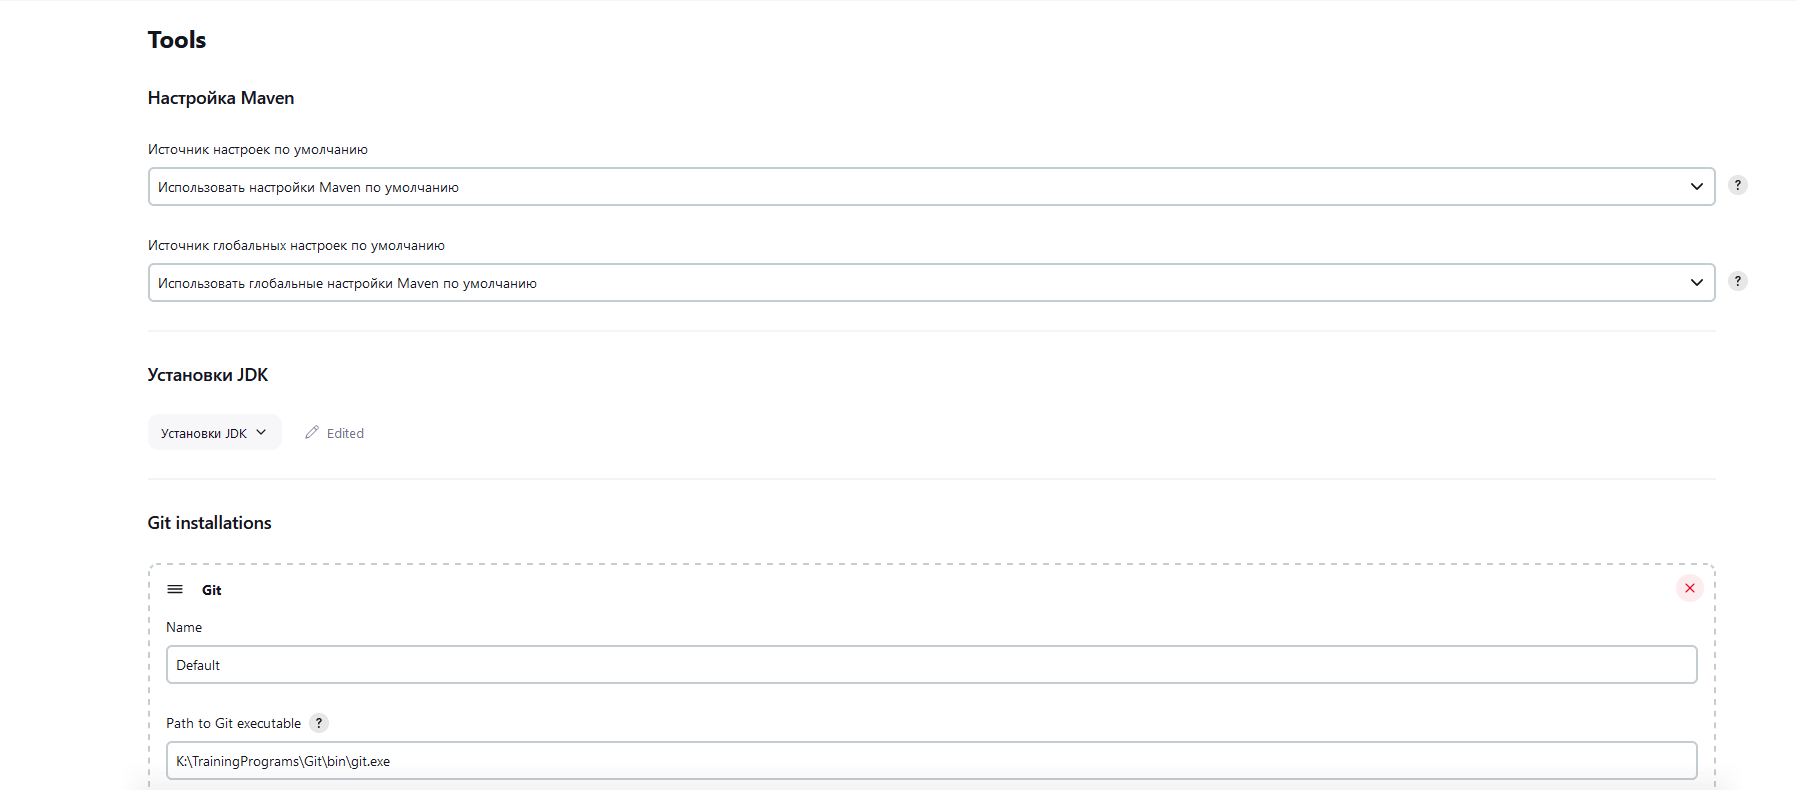 Tools
Настройка Maven
Источник настроек по умолчанию
Использовать настройки Maven по умолчанию
?
Источник глобальных настроек по умолчанию
Использовать глобальные настройки Maven по умолчанию
?
Установки JDK
Установки JDK
Edited
Git installations
Git
Name
Default
Path to Git executable ?
K:\TrainingPrograms\Git\bin\git.exe